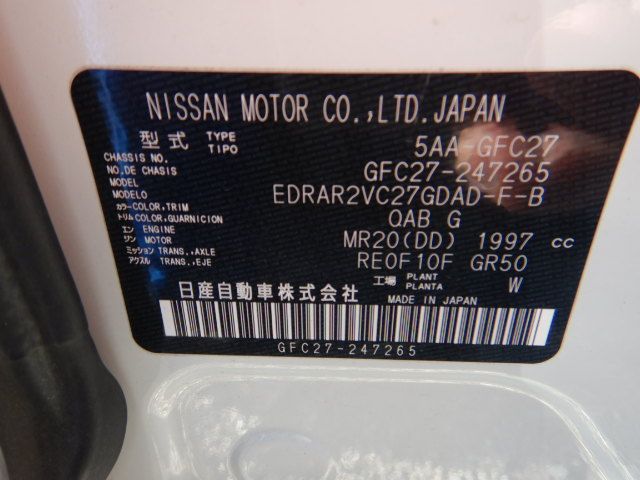 NISSAN MOTOR CO.,LTD.JAPAN
型式 TYPE TIPO 5AA-GFC27
CHASSIS NO.
NO.DE CHASIS GFC27-247265
MODEL
MODELO EDRAR2VC27GDAD-F-B
カラー COLOR,TRIM
トリム COLOR,GUARNICION QAB G
エン ENGINE
ジン MOTOR MR20(DD) 1997 cc
ミッション TRANS.,AXLE
アクスル TRANS.,EJE RE0F10F GR50
工場 PLANT PLANTA W
日産自動車株式会社 MADE IN JAPAN
GFC27-247265